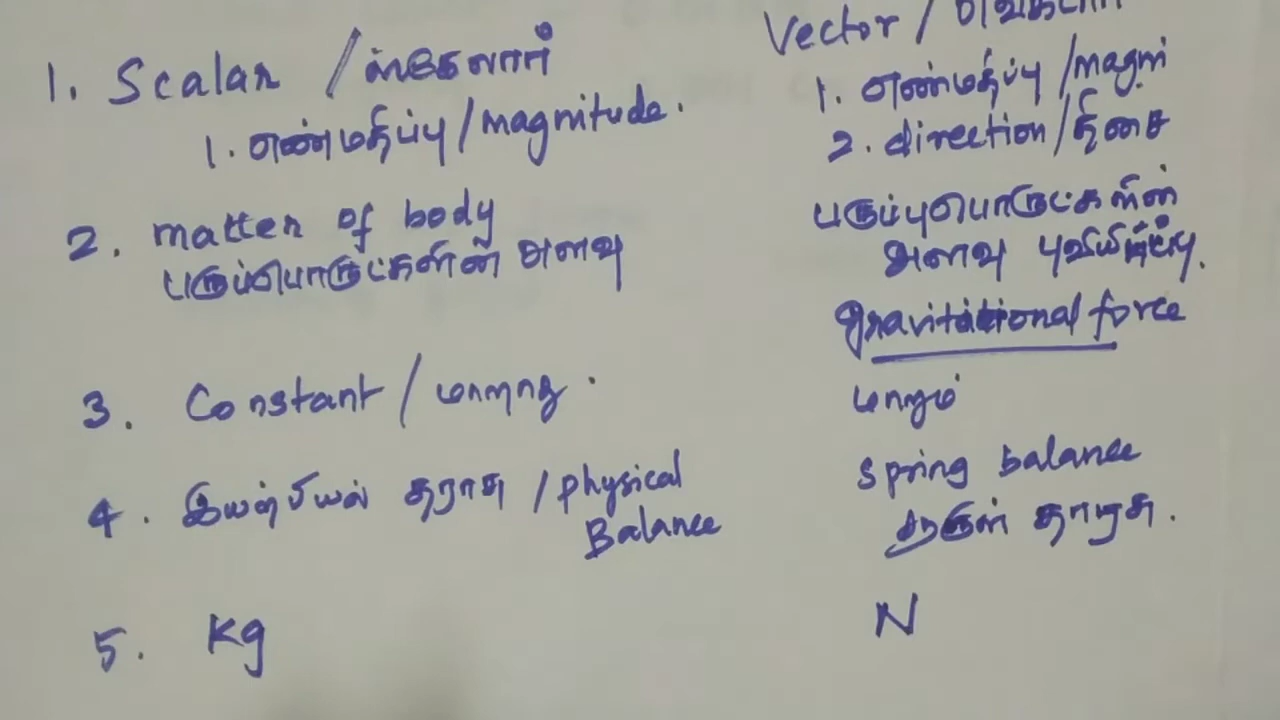 1. Scalar / ஸ்கேலார்
1. எண்மதிப்பு / magnitude.
2. matter of body
பருப்பொருட்களின் அளவு
3. Constant / மாறாது.
4. இயற்பியல் தராசு / Physical
Balance
5. Kg
Vector / வெக்டார்
1. எண்மதிப்பு / magni
2. direction / திசை
பருப்புபொருட்களின்
அளவு புவியிர்ப்பு.
gravitational force
மாறும்
Spring balance
சுருள் தராசு.
N